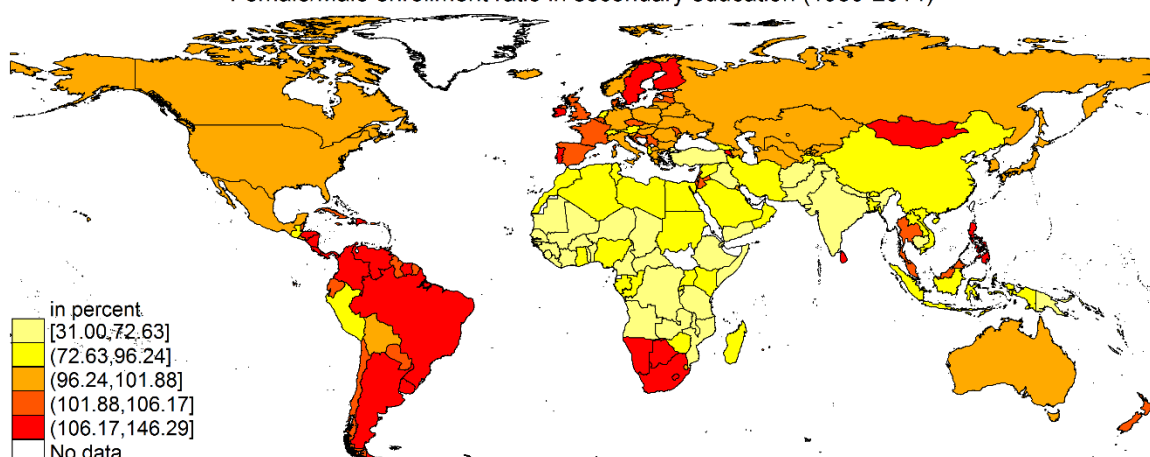 Female:male enrollment ratio in secondary education
in percent
[31.00,72.63]
(72.63,96.24]
(96.24,101.88]
(101.88,106.17]
(106.17,146.29]
No data